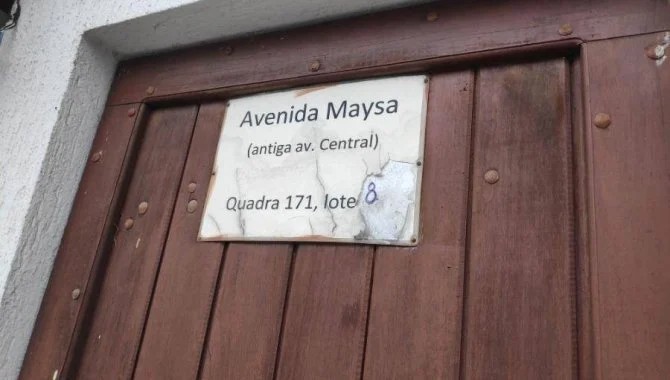 Avenida Maysa
(antiga av. Central)
Quadra 171, lote 8